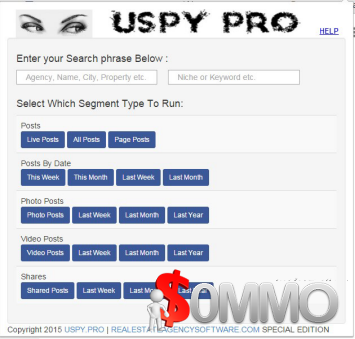 USPY PRO
HELP
Enter your Search phrase Below :
Agency, Name, City, Property etc. Niche or Keyword etc.
Select Which Segment Type To Run:
Posts
Live Posts All Posts Page Posts
Posts By Date
This Week This Month Last Week Last Month
Photo Posts
Photo Posts Last Week Last Month Last Year
Video Posts
Video Posts Last Week Last Month Last Year
Shares
Shared Posts Last Week
$OMMO
Copyright 2015 USPY.PRO | REALESTATEAGENCYSOFTWARE.COM SPECIAL EDITION